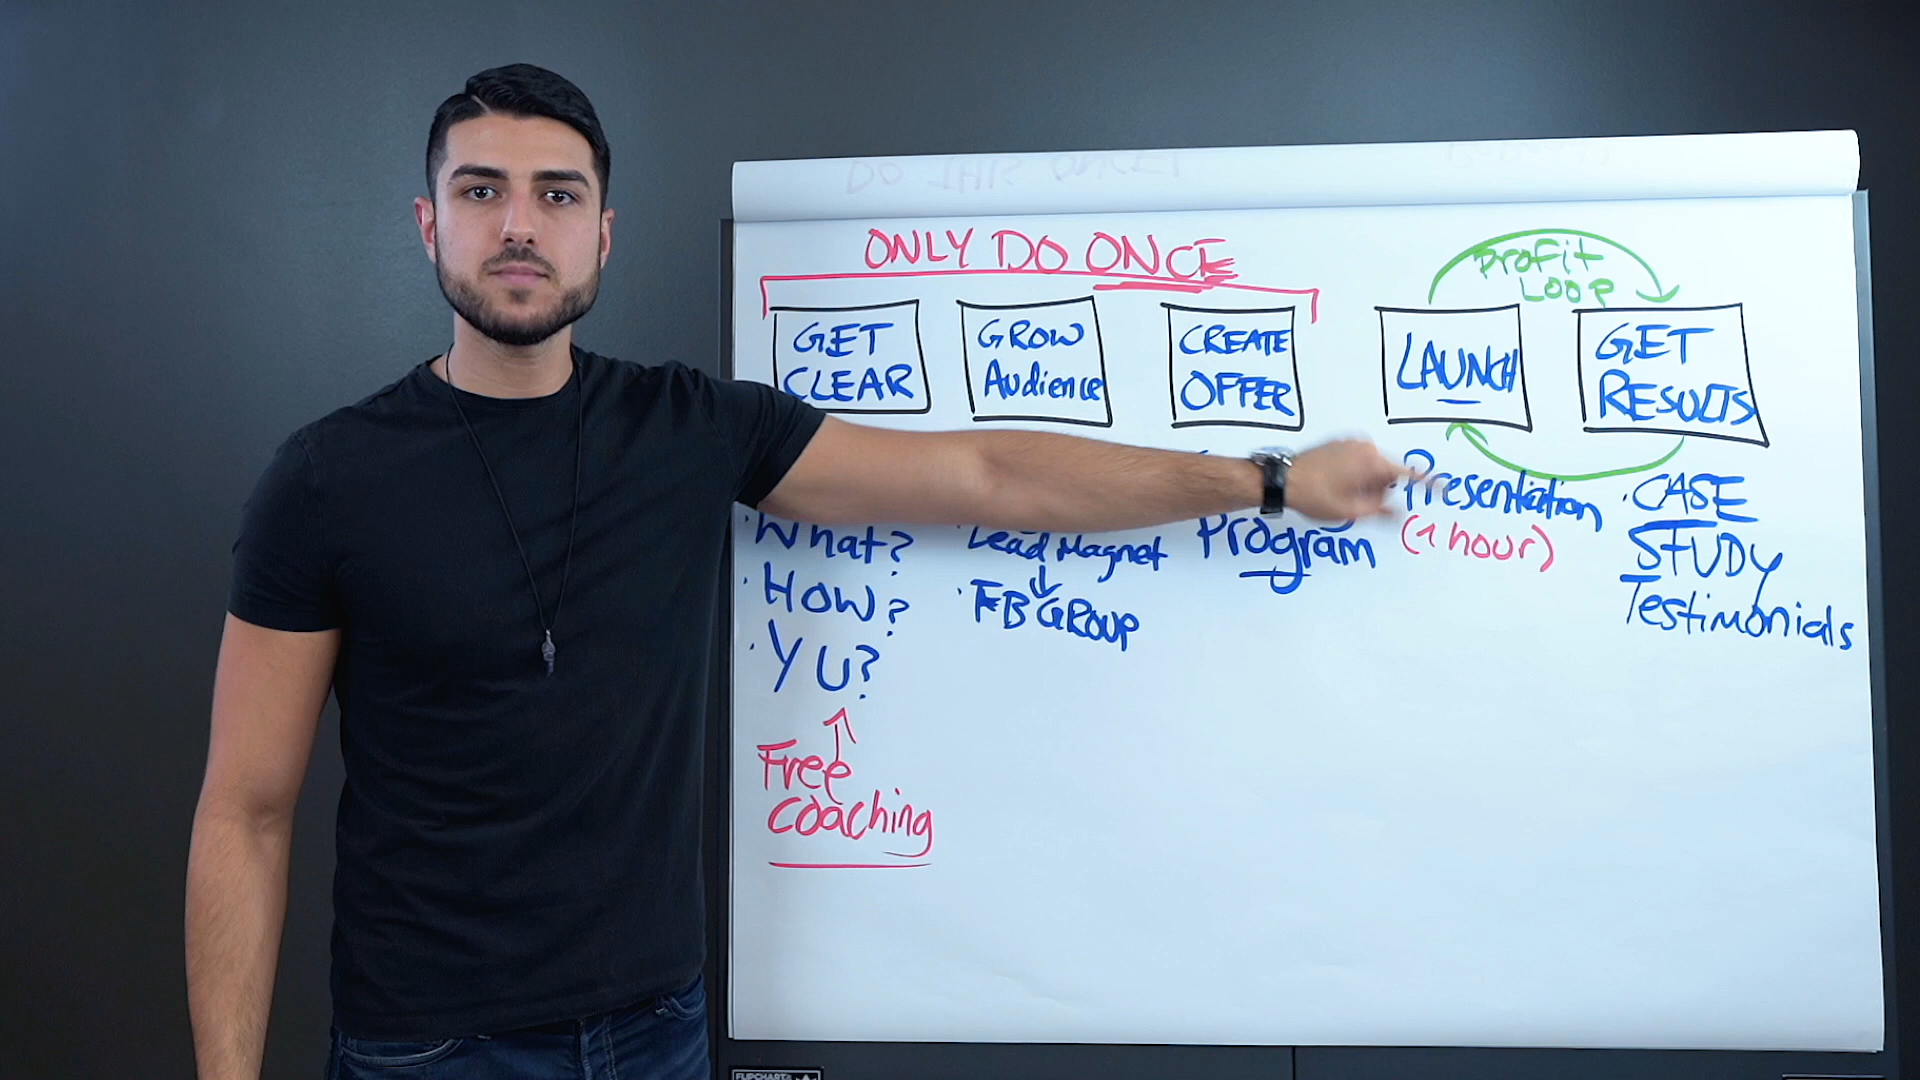 ONLY DO ONCE
Profit
Loop
GET
CLEAR
GROW
Audience
CREATE
OFFER
LAUNCH
GET
RESULTS
· What?
· How?
· Y U?
Free
coaching
· Lead Magnet
· FB GROUP
Program
· Presentation
(1 hour)
· CASE
STUDY
Testimonials
FLIPCHART